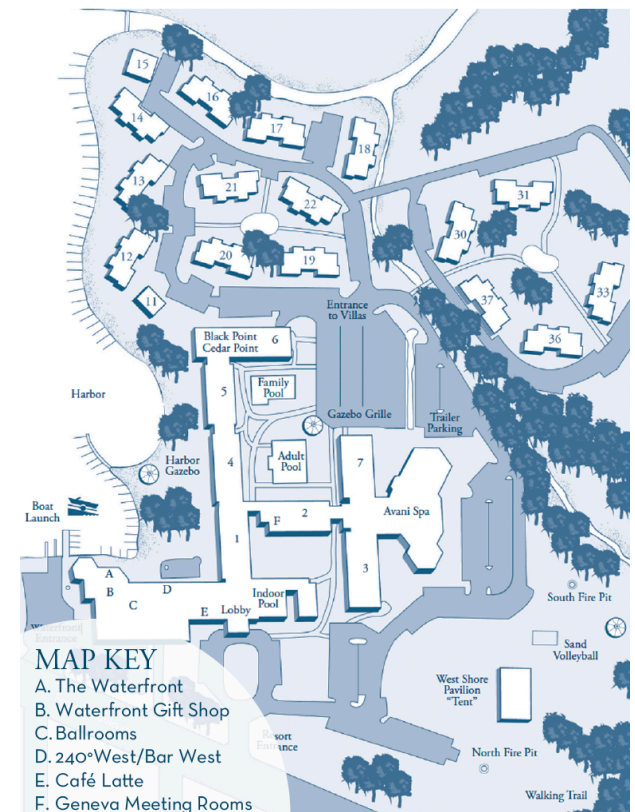 15
16
14
17
18
13
21
31
22
30
12
20
19
37
33
11
Entrance
to Villas
36
Black Point
Cedar Point
6
Family
Pool
5
Harbor
Gazebo Grille
Trailer
Parking
Adult
Pool
4
7
Harbor
Gazebo
Boat
Launch
F
2
Avani Spa
1
3
A
B
C
D
E
Lobby
Indoor
Pool
South Fire Pit
Waterfront
Entrance
Sand
Volleyball
West Shore
Pavilion
"Tent"
Resort
Entrance
North Fire Pit
Walking Trail
MAP KEY
A. The Waterfront
B. Waterfront Gift Shop
C. Ballrooms
D. 240°West/Bar West
E. Café Latte
F. Geneva Meeting Rooms